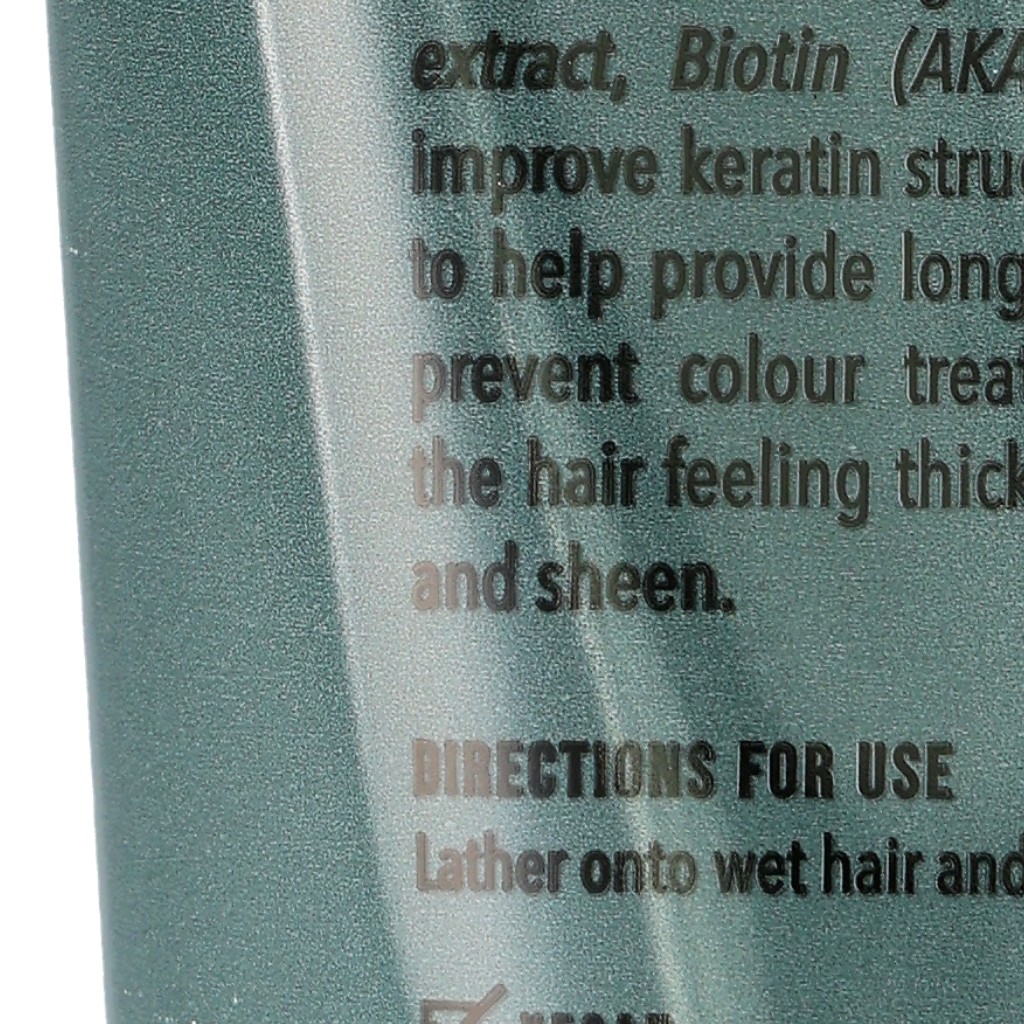 extract, Biotin (AKA
improve keratin struc
to help provide long
prevent colour treat
the hair feeling thick
and sheen.
DIRECTIONS FOR USE
Lather onto wet hair and